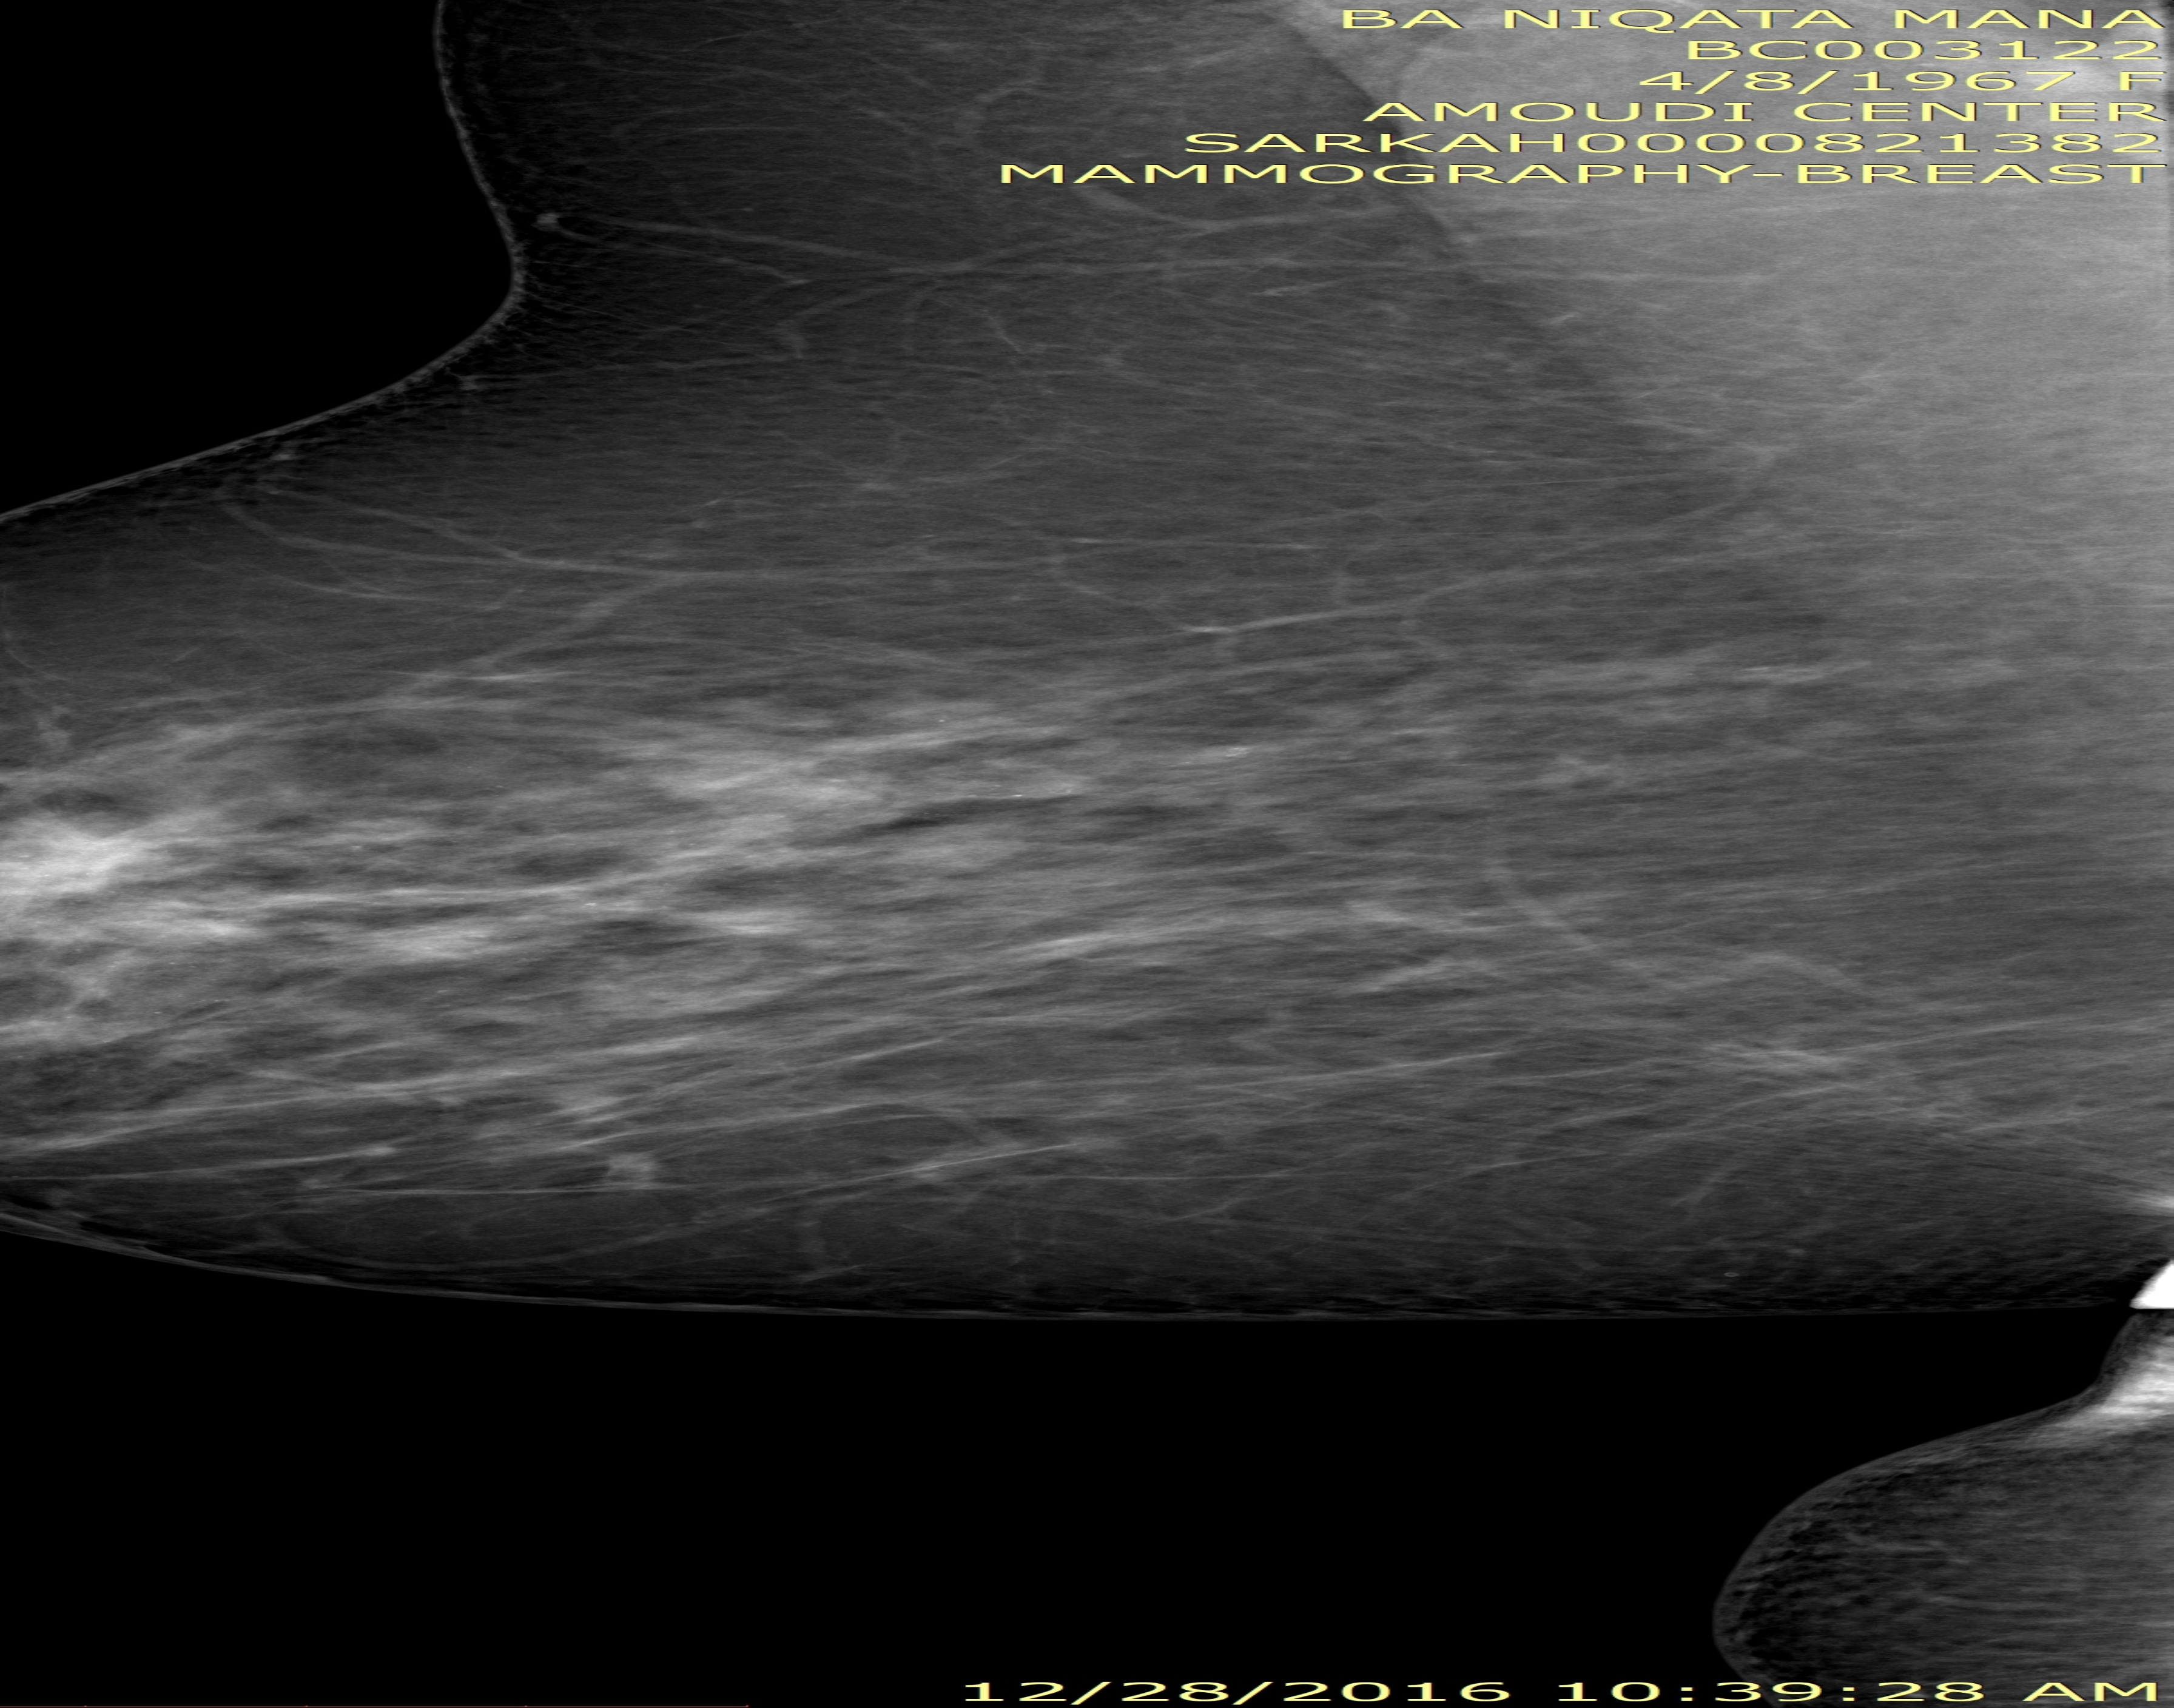 BA NIQATA MANA
BC003122
4/8/1967 F
AMOUDI CENTER
SARKAH0000821382
MAMMOGRAPHY-BREAST
12/28/2016 10:39:28 AM